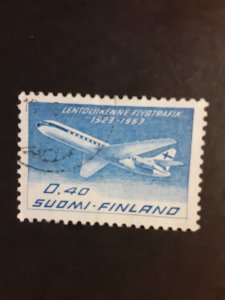 LENTOLIIKENNE FLYGTRAFIK
1923-1963
0,40
SUOMI-FINLAND